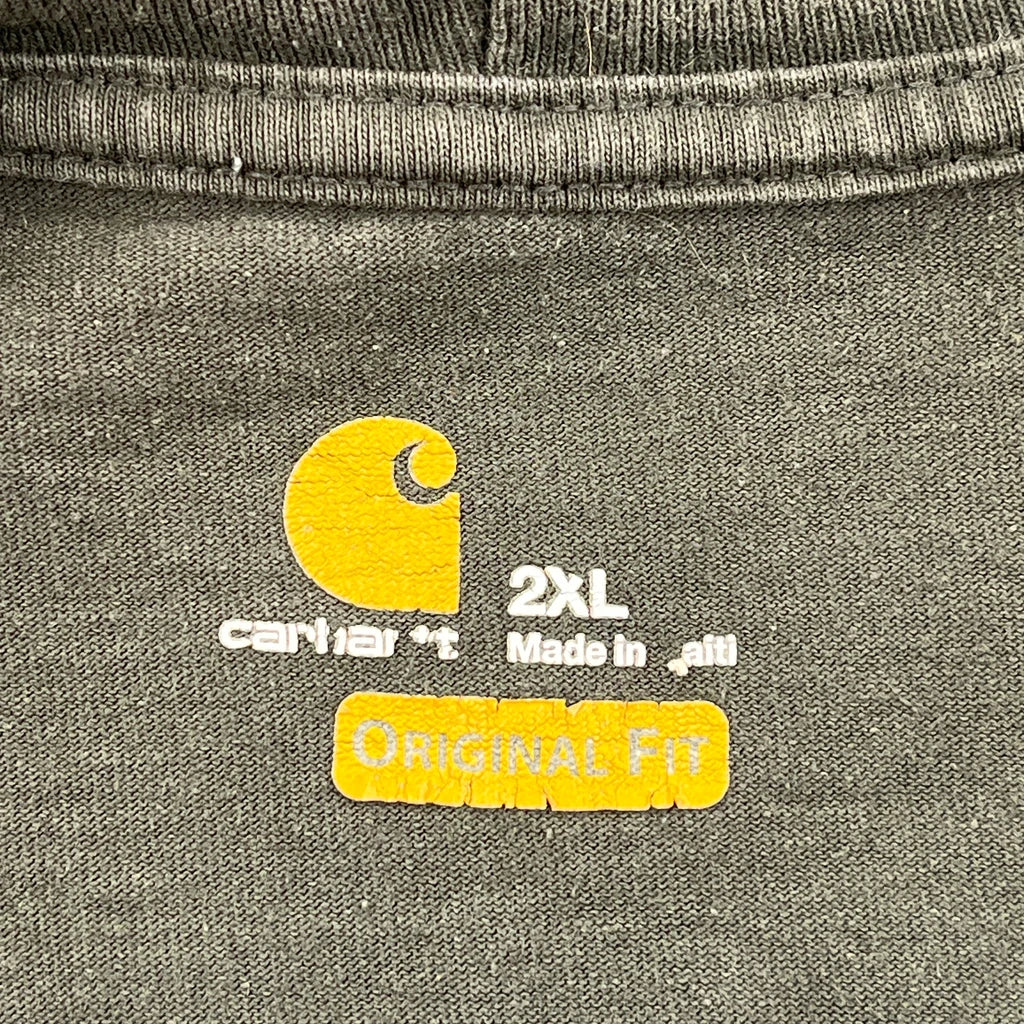 carhartt
2XL
Made in Haiti
ORIGINAL FIT